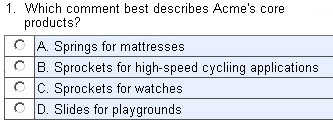 1. Which comment best describes Acme's core
products?
A. Springs for mattresses
B. Sprockets for high-speed cycliing applications
C. Sprockets for watches
D. Slides for playgrounds